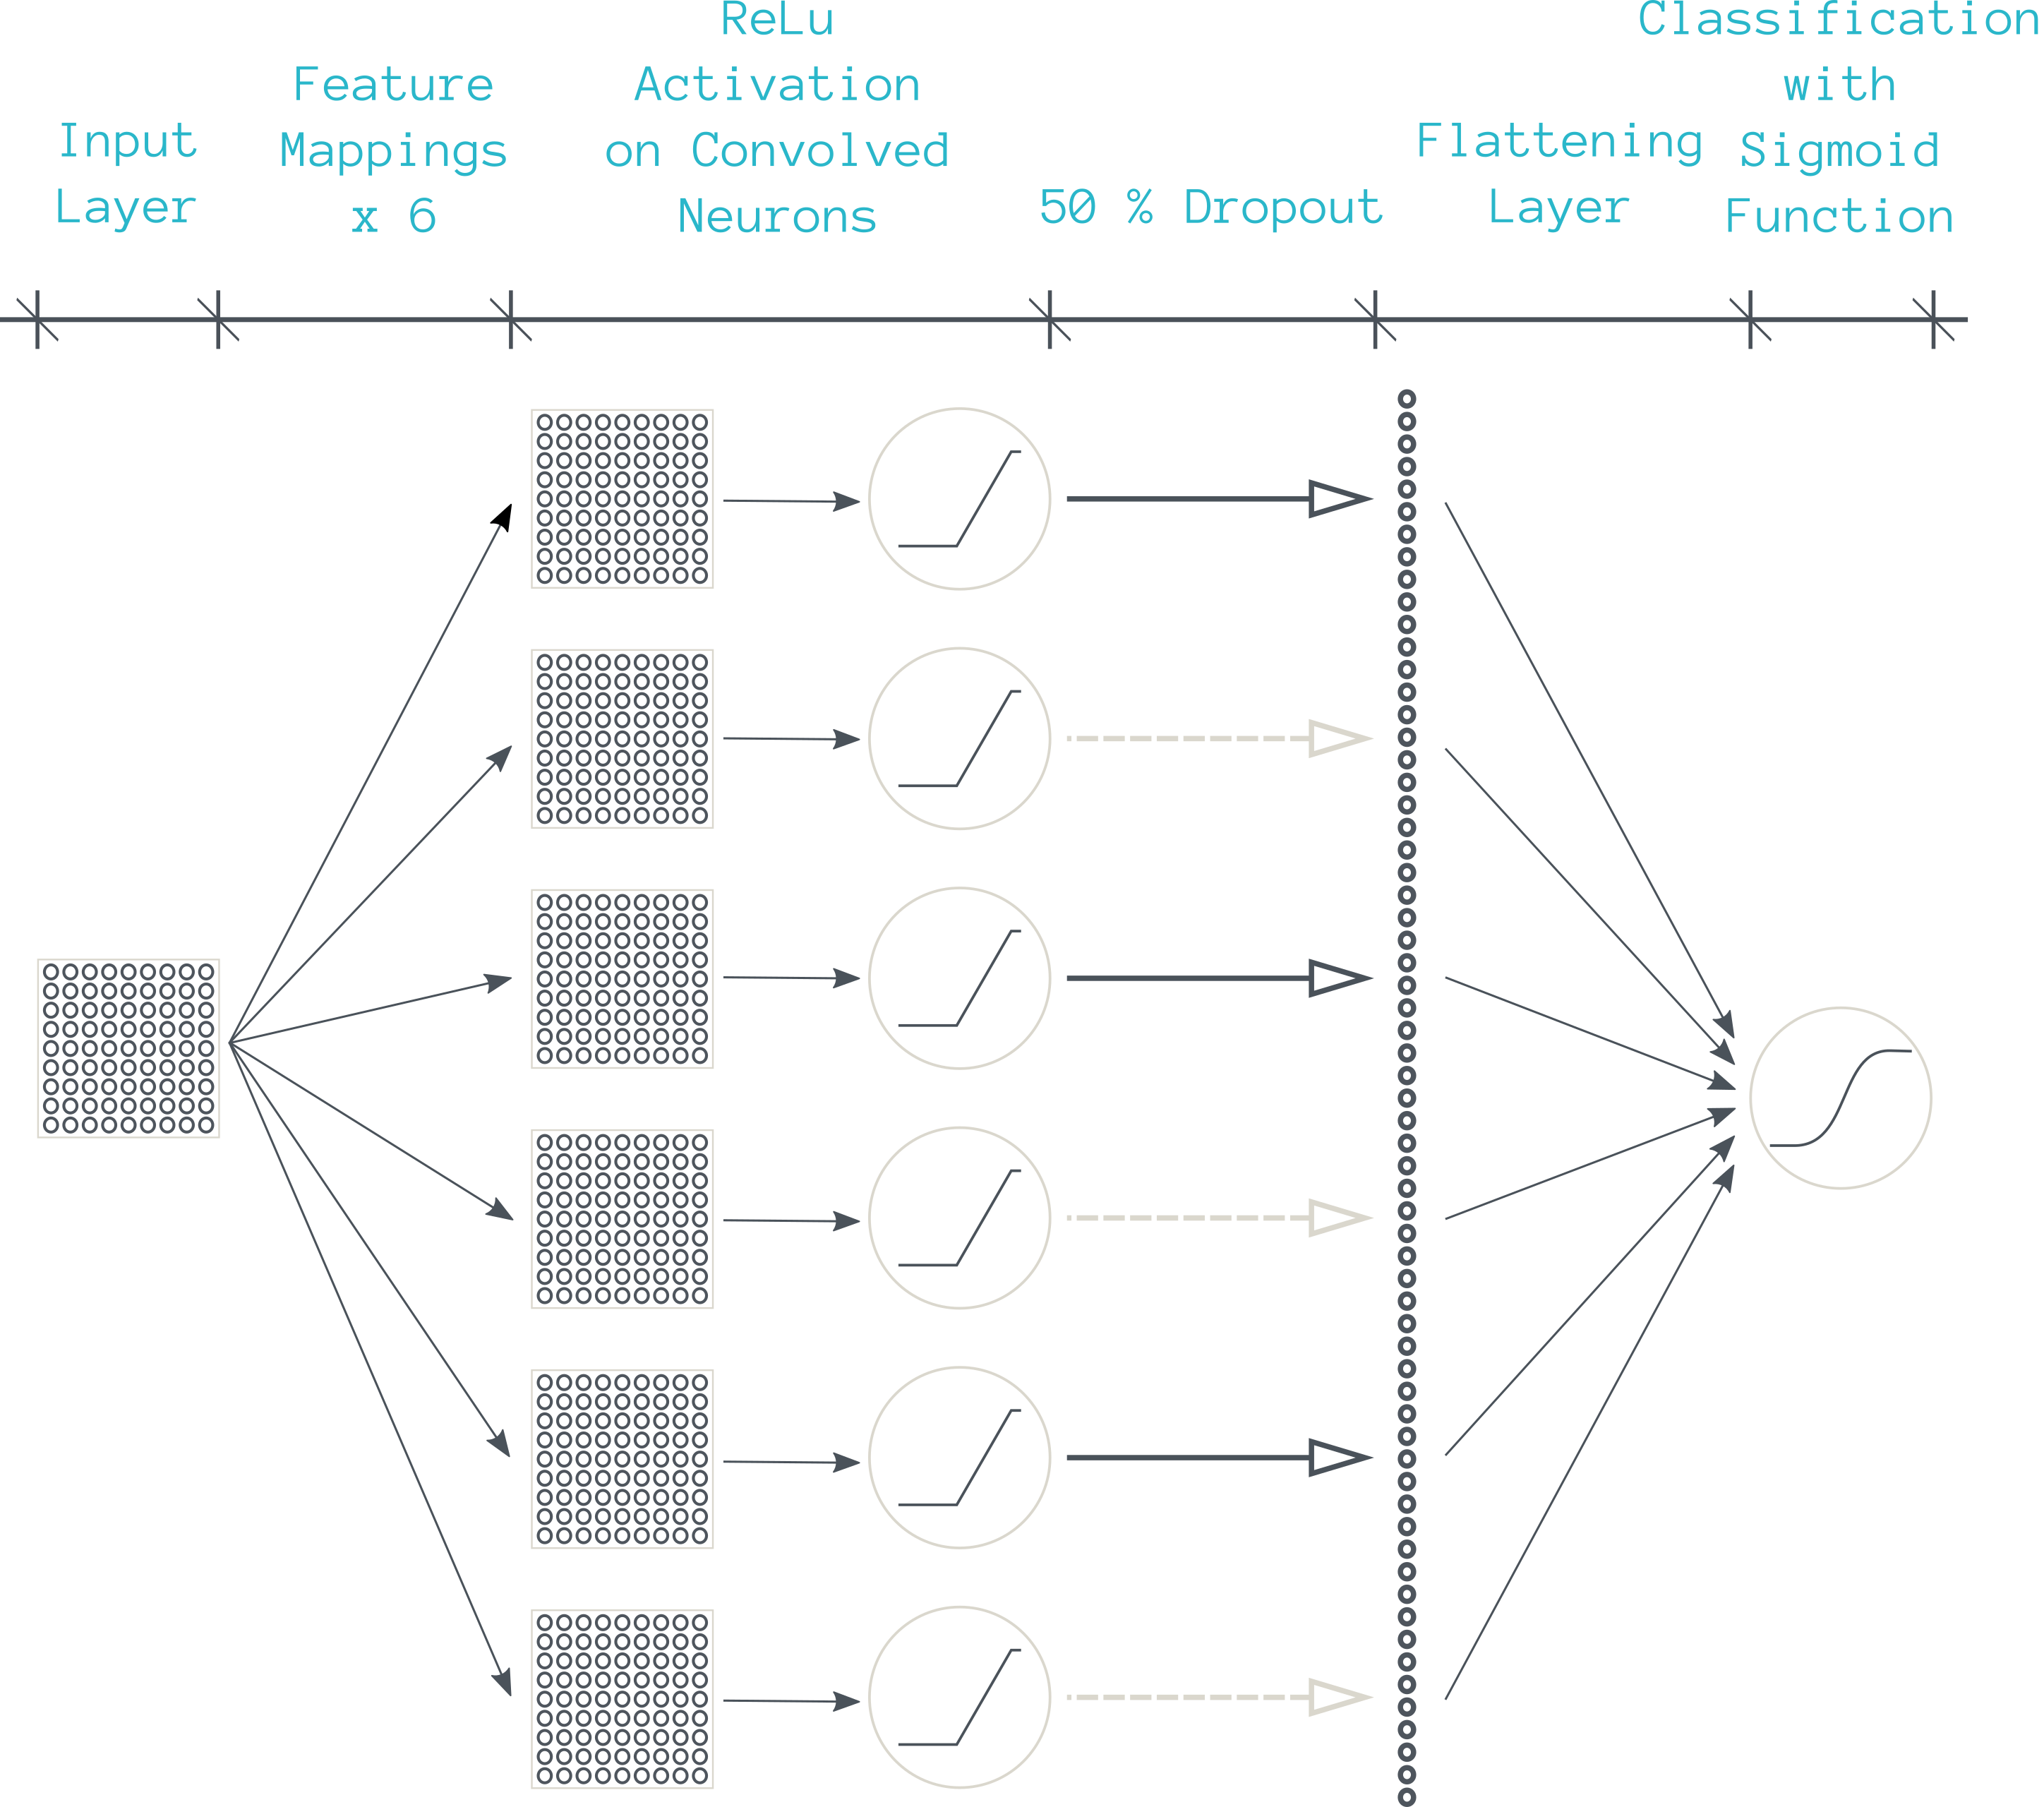 Input
Layer
Feature
Mappings
x 6
ReLu
Activation
on Convolved
Neurons
50 % Dropout
Flattening
Layer
Classification
with
Sigmoid
Function